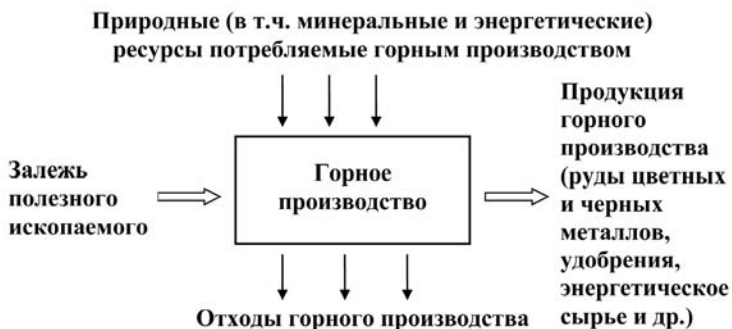 Природные (в т.ч. минеральные и энергетические)
ресурсы потребляемые горным производством
Залежь
полезного
ископаемого
Горное
производство
Продукция
горного
производства
(руды цветных
и черных
металлов,
удобрения,
энергетическое
сырье и др.)
Отходы горного производства